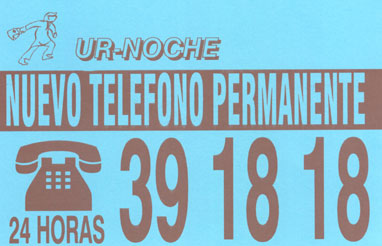 UR-NOCHE
NUEVO TELEFONO PERMANENTE
39 18 18
24 HORAS